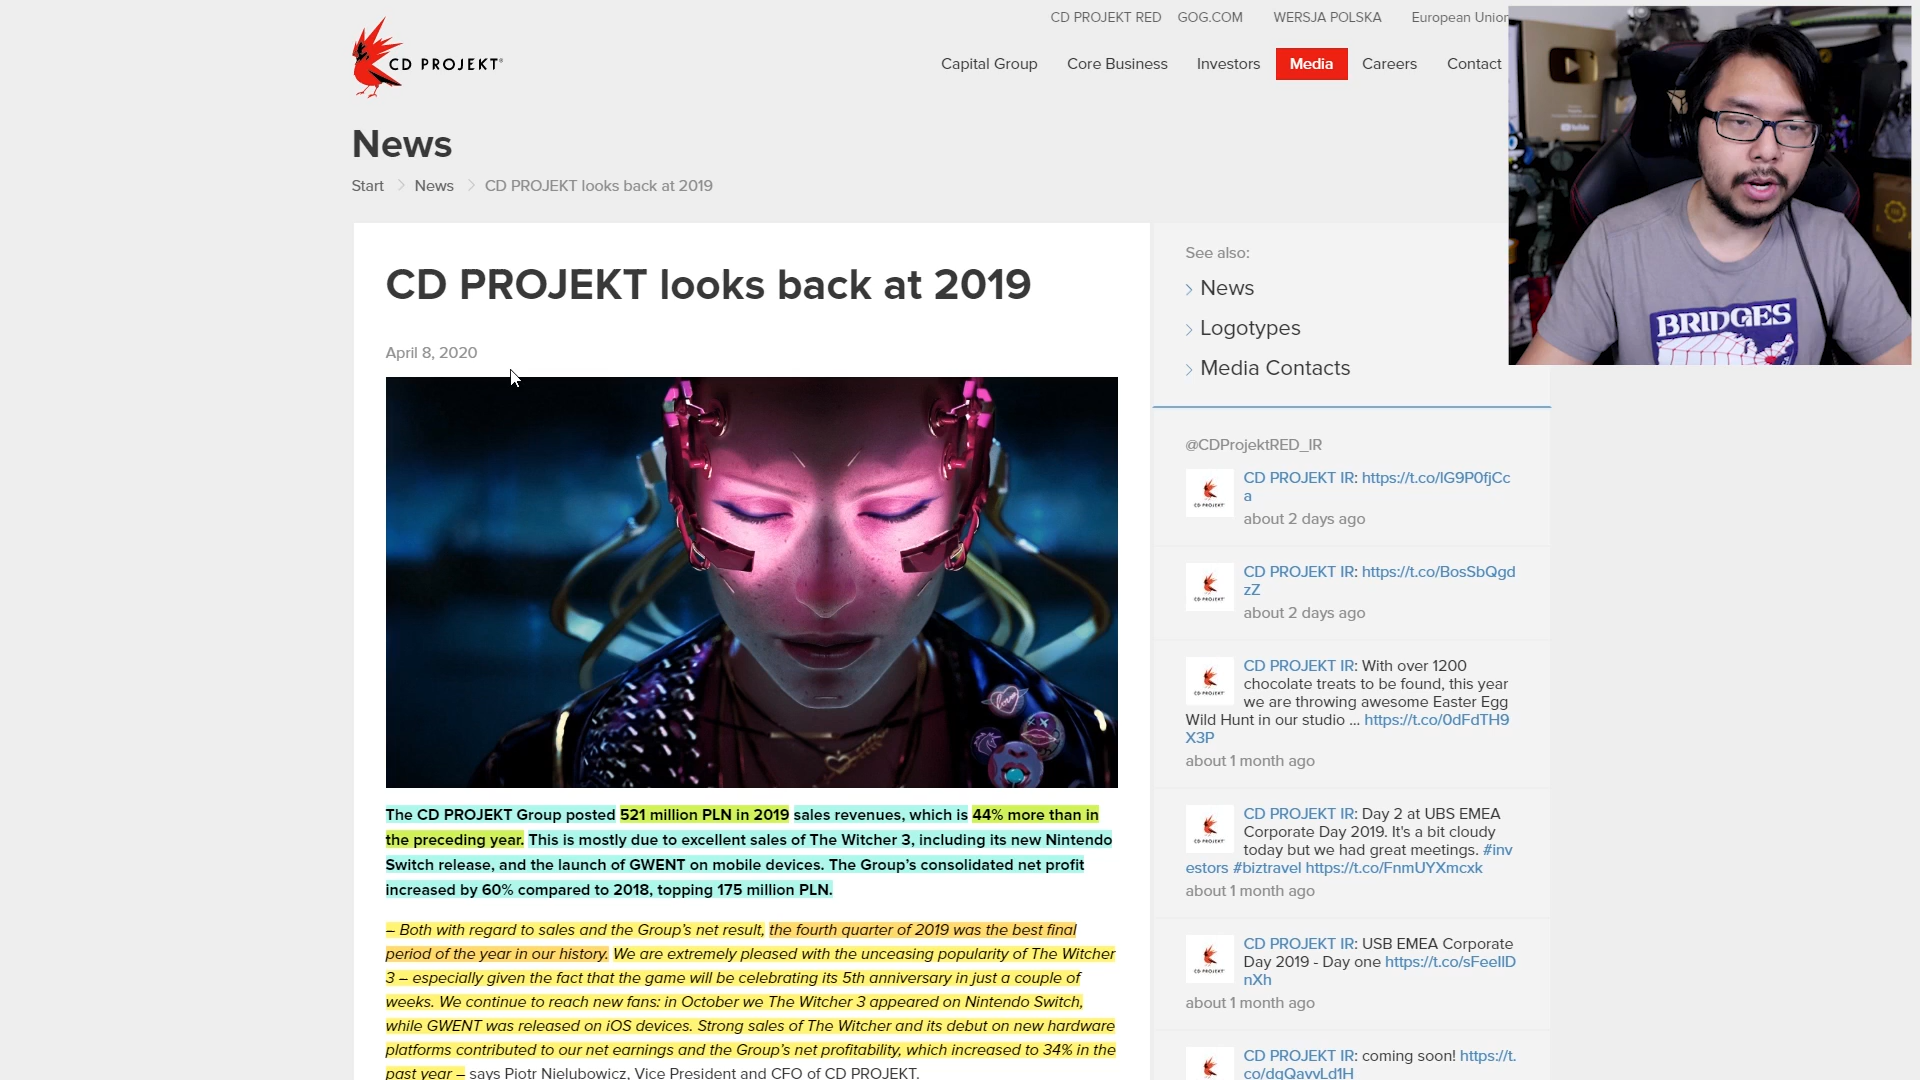 CD PROJEKT RED GOG.COM WERSJA POLSKA European Union
CD PROJEKT®
Capital Group Core Business Investors Media Careers Contact
News
Start News CD PROJEKT looks back at 2019
CD PROJEKT looks back at 2019
April 8, 2020
The CD PROJEKT Group posted 521 million PLN in 2019 sales revenues, which is 44% more than in
the preceding year. This is mostly due to excellent sales of The Witcher 3, including its new Nintendo
Switch release, and the launch of GWENT on mobile devices. The Group's consolidated net profit
increased by 60% compared to 2018, topping 175 million PLN.
– Both with regard to sales and the Group's net result, the fourth quarter of 2019 was the best final
period of the year in our history. We are extremely pleased with the unceasing popularity of The Witcher
3 – especially given the fact that the game will be celebrating its 5th anniversary in just a couple of
weeks. We continue to reach new fans: in October we The Witcher 3 appeared on Nintendo Switch,
while GWENT was released on iOS devices. Strong sales of The Witcher and its debut on new hardware
platforms contributed to our net earnings and the Group's net profitability, which increased to 34% in the
past year – says Piotr Nielubowicz, Vice President and CFO of CD PROJEKT.
See also:
News
Logotypes
Media Contacts
@CDProjektRED_IR
CD PROJEKT IR: https://t.co/lG9P0fjCc
a
about 2 days ago
CD PROJEKT IR: https://t.co/BosSbQgd
zZ
about 2 days ago
CD PROJEKT IR: With over 1200
chocolate treats to be found, this year
we are throwing awesome Easter Egg
Wild Hunt in our studio ... https://t.co/0dFdTH9
X3P
about 1 month ago
CD PROJEKT IR: Day 2 at UBS EMEA
Corporate Day 2019. It's a bit cloudy
today but we had great meetings. #inv
estors #biztravel https://t.co/FnmUYXmcxk
about 1 month ago
CD PROJEKT IR: USB EMEA Corporate
Day 2019 - Day one https://t.co/sFeeIlD
nXh
about 1 month ago
CD PROJEKT IR: coming soon! https://t.
co/dgQavvLd1H
BRIDGES